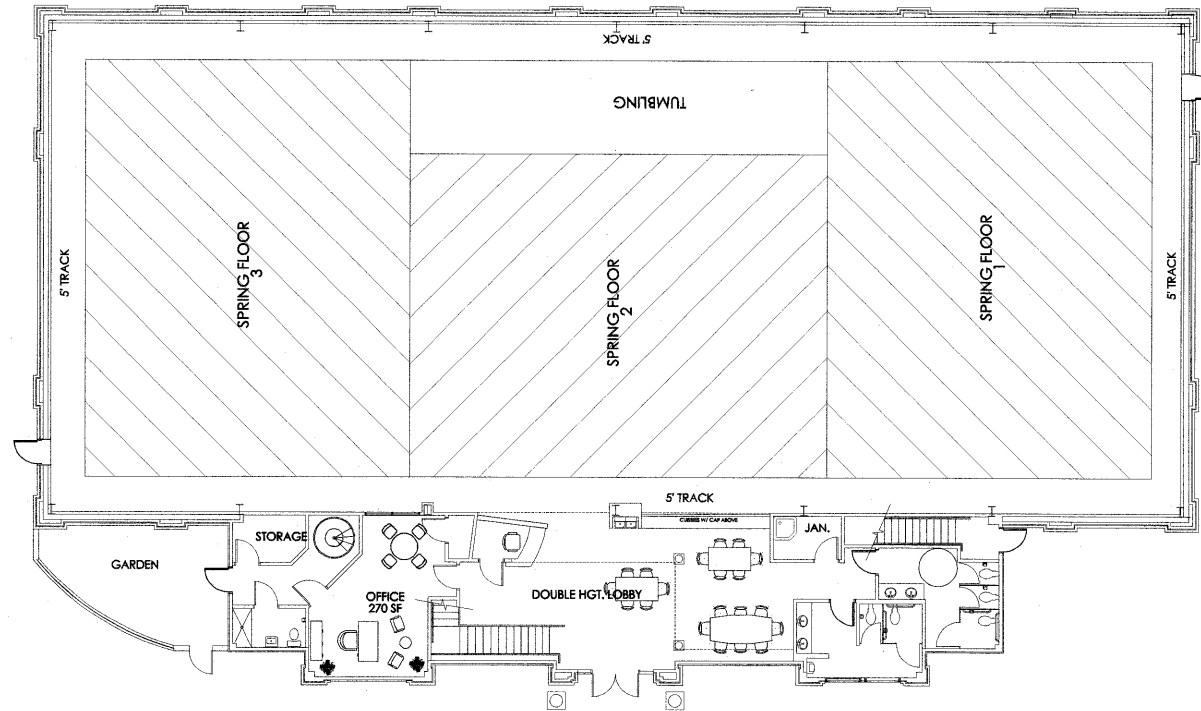 5' TRACK
TUMBLING
SPRING FLOOR
3
SPRING FLOOR
2
SPRING FLOOR
1
5' TRACK
5' TRACK
5' TRACK
CUBBIES W/ CAP ABOVE
STORAGE
JAN.
GARDEN
OFFICE
270 SF
DOUBLE HGT. LOBBY